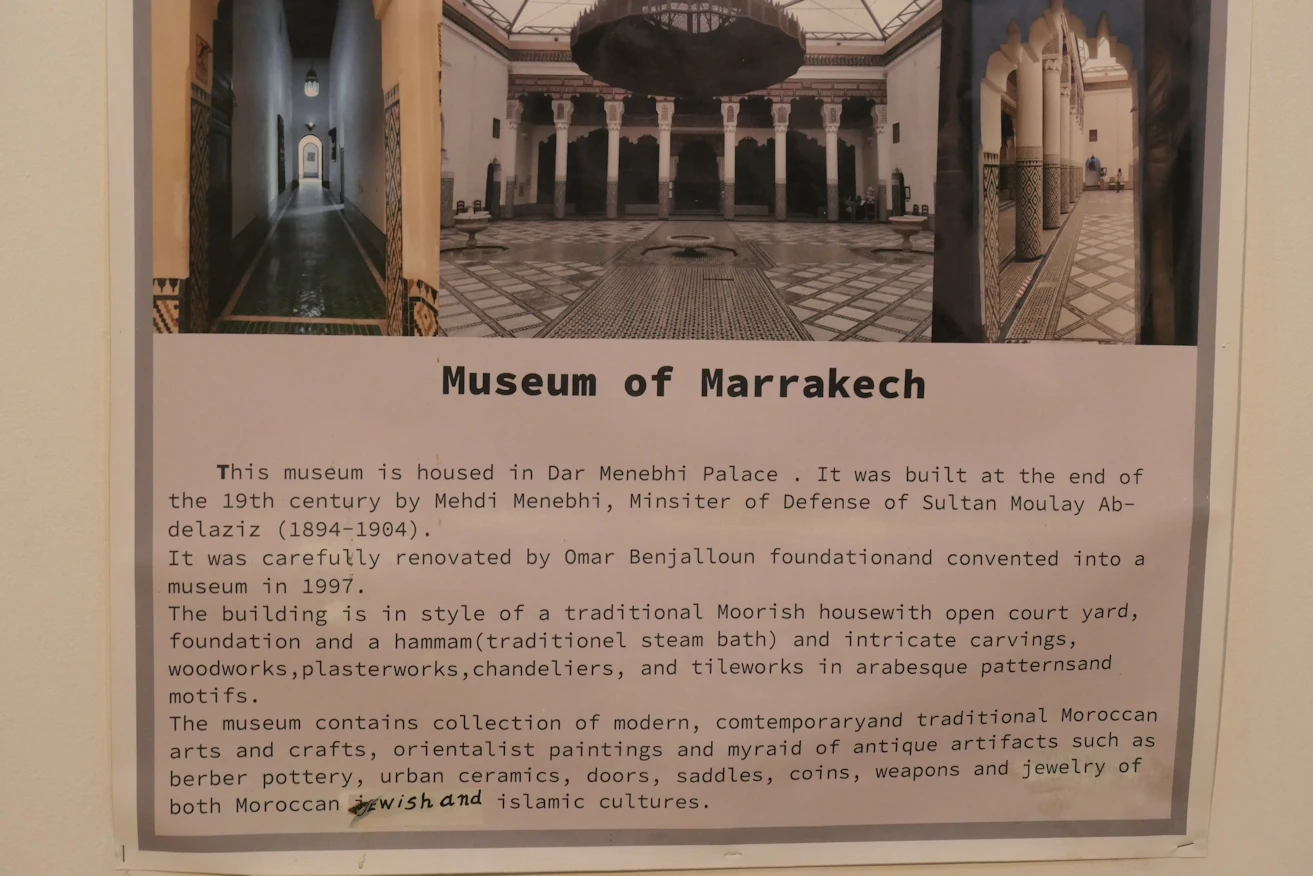 Museum of Marrakech
This museum is housed in Dar Menebhi Palace . It was built at the end of
the 19th century by Mehdi Menebhi, Minsiter of Defense of Sultan Moulay Ab-
delaziz (1894-1904).
It was carefully renovated by Omar Benjalloun foundationand convented into a
museum in 1997.
The building is in style of a traditional Moorish housewith open court yard,
foundation and a hammam(traditionel steam bath) and intricate carvings,
woodworks,plasterworks,chandeliers, and tileworks in arabesque patternsand
motifs.
The museum contains collection of modern, comtemporaryand traditional Moroccan
arts and crafts, orientalist paintings and myraid of antique artifacts such as
berber pottery, urban ceramics, doors, saddles, coins, weapons and jewelry of
both Moroccan jewish and islamic cultures.